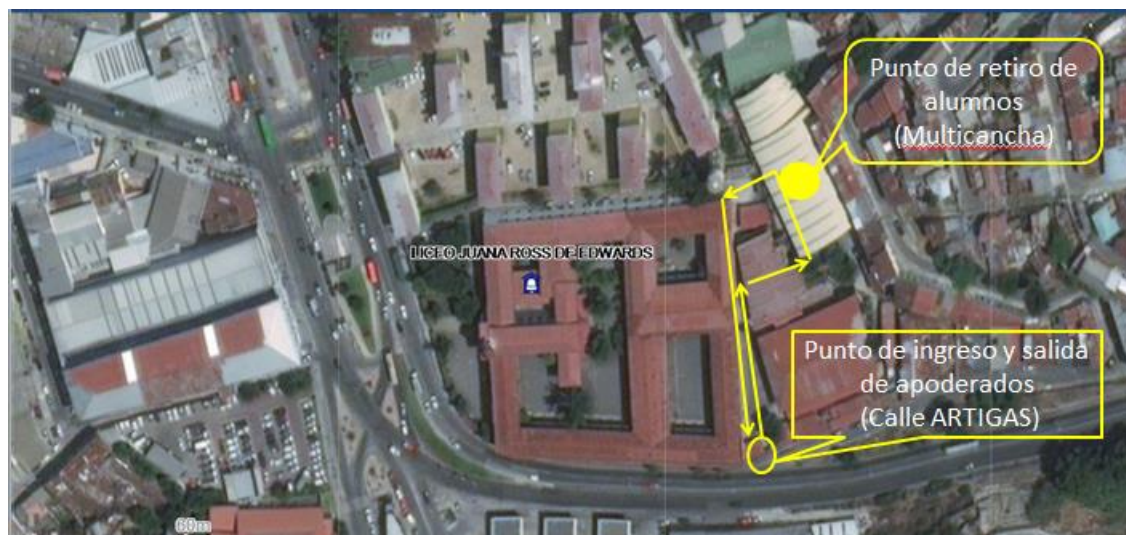 Punto de retiro de
alumnos
(Multicancha)
LICEO JUANA ROSS DE EDWARDS
Punto de ingreso y salida
de apoderados
(Calle ARTIGAS)
60m